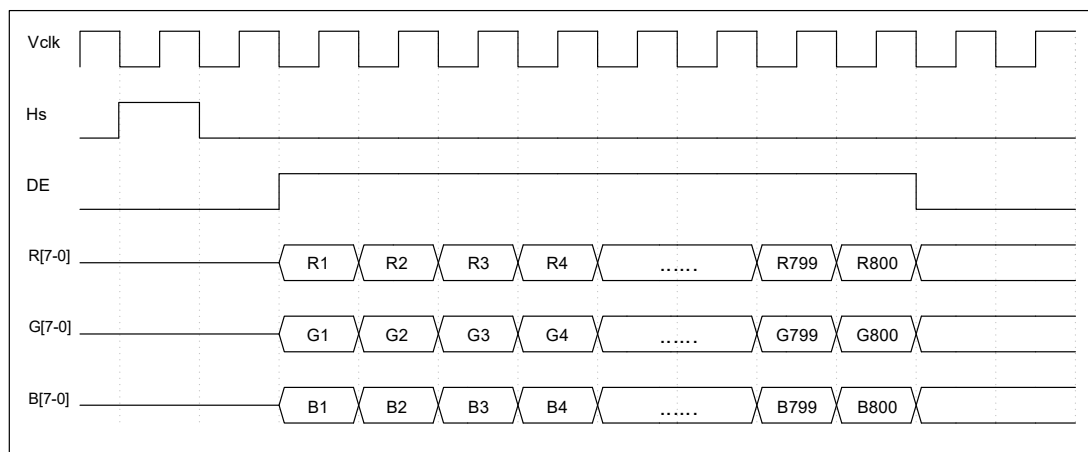 Vclk
Hs
DE
R[7-0] R1 R2 R3 R4 ...... R799 R800
G[7-0] G1 G2 G3 G4 ...... G799 G800
B[7-0] B1 B2 B3 B4 ...... B799 B800